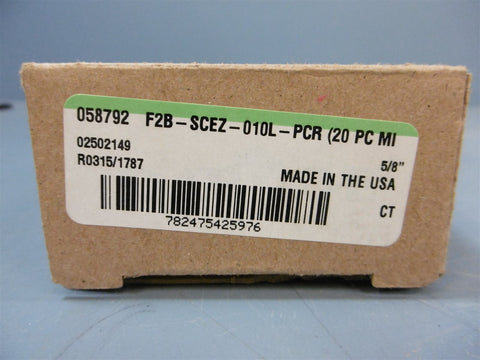 058792 F2B-SCEZ-010L-PCR (20 PC MI
02502149 5/8"
R0315/1787 MADE IN THE USA
CT
782475425976